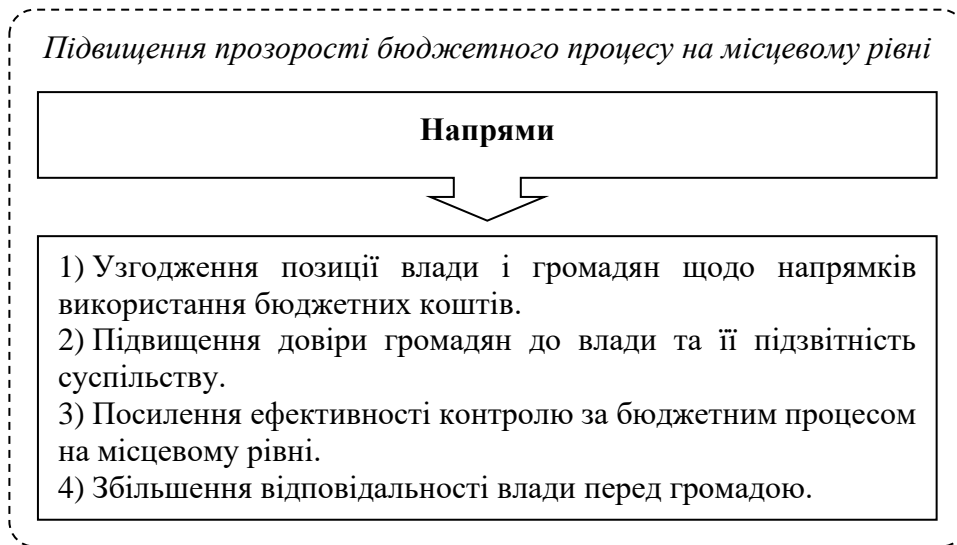 Підвищення прозорості бюджетного процесу на місцевому рівні
Напрями
1) Узгодження позиції влади і громадян щодо напрямків
використання бюджетних коштів.
2) Підвищення довіри громадян до влади та її підзвітність
суспільству.
3) Посилення ефективності контролю за бюджетним процесом
на місцевому рівні.
4) Збільшення відповідальності влади перед громадою.